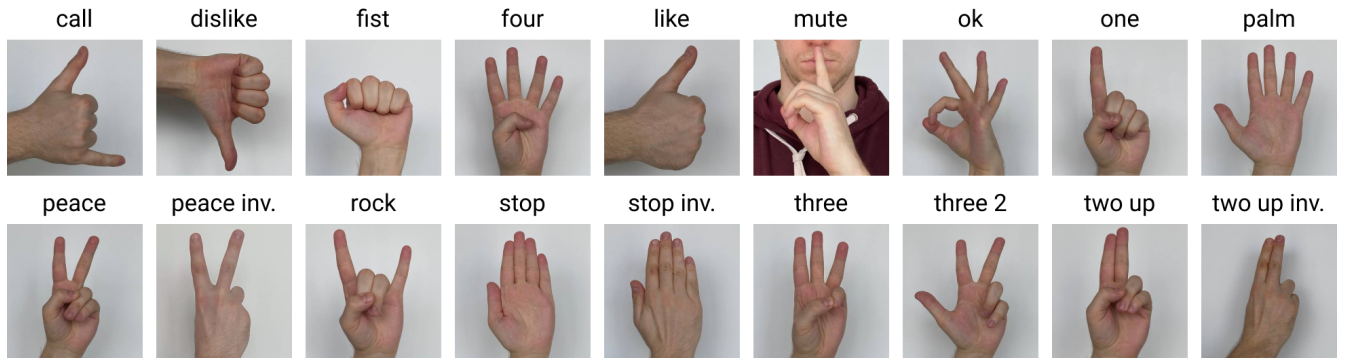 call dislike fist four like mute ok one palm
peace peace inv. rock stop stop inv. three three 2 two up two up inv.